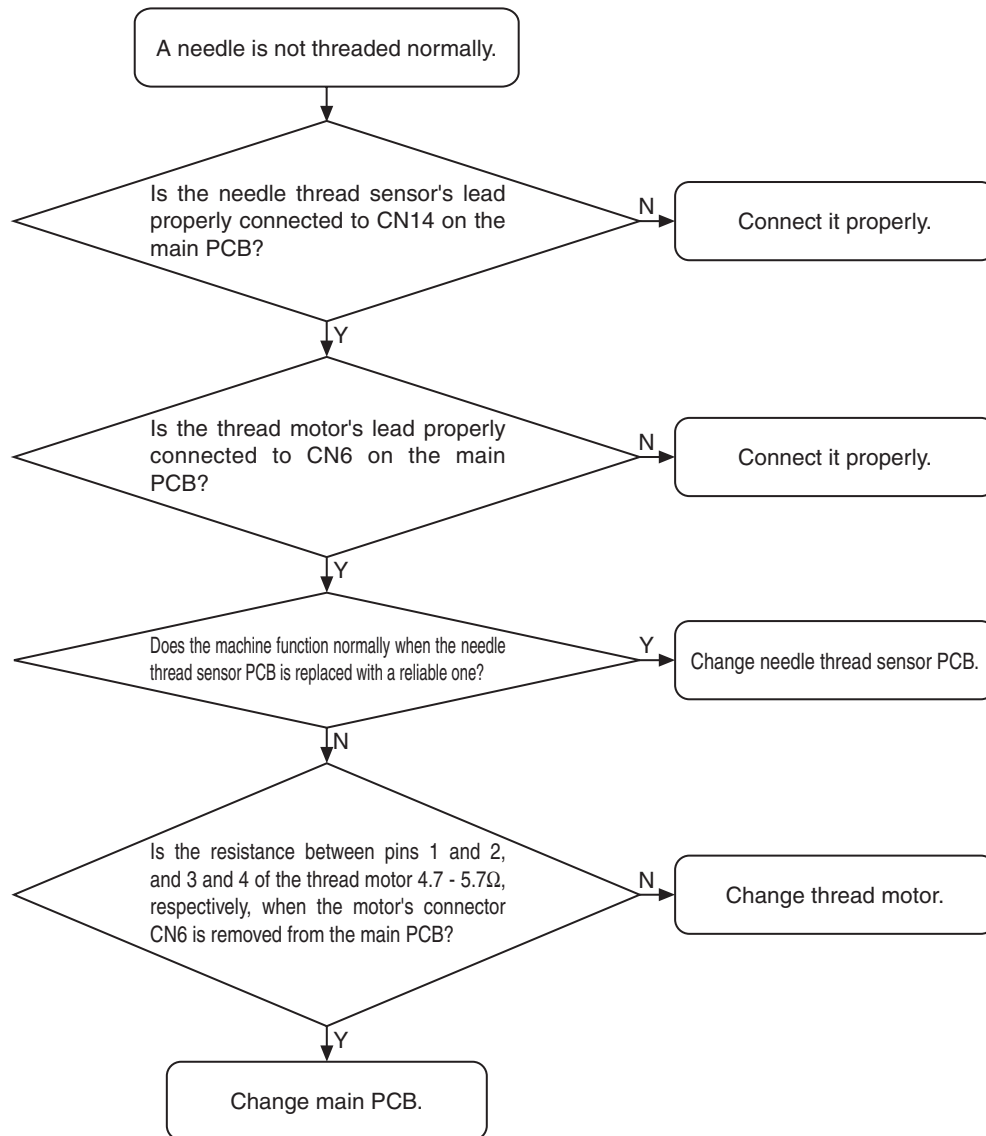 A needle is not threaded normally.
Is the needle thread sensor's lead
properly connected to CN14 on the
main PCB?
N
Connect it properly.
Y
Is the thread motor's lead properly
connected to CN6 on the main
PCB?
N
Connect it properly.
Y
Does the machine function normally when the needle
thread sensor PCB is replaced with a reliable one?
Y
Change needle thread sensor PCB.
N
Is the resistance between pins 1 and 2,
and 3 and 4 of the thread motor 4.7 - 5.7Ω,
respectively, when the motor's connector
CN6 is removed from the main PCB?
N
Change thread motor.
Y
Change main PCB.